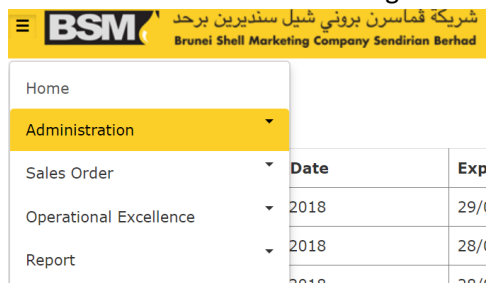 شريكة ڤماسرن بروني شيل سنديرين برحد
BSM
Brunei Shell Marketing Company Sendirian Berhad
Home
Administration
Sales Order
Operational Excellence
Report
Date
2018
2018